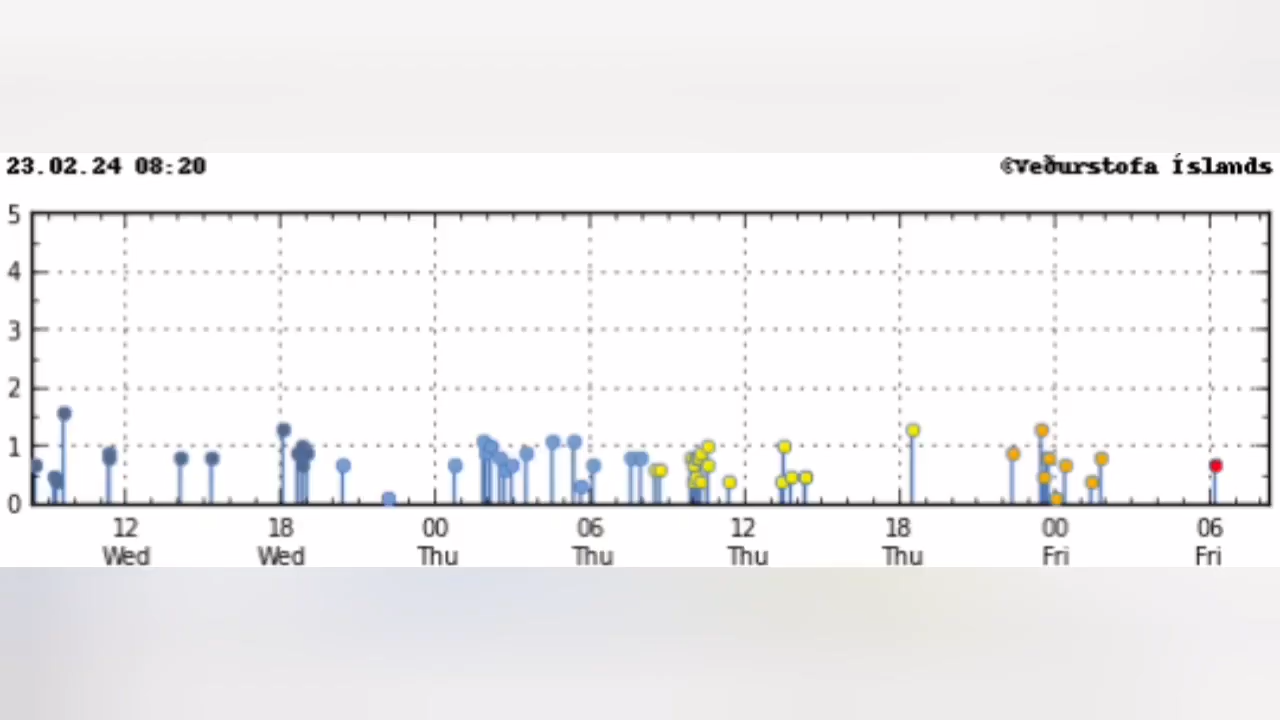 23.02.24 08:20 ©Veðurstofa Íslands
5
4
3
2
1
0
12 18 00 06 12 18 00 06
Wed Wed Thu Thu Thu Thu Fri Fri